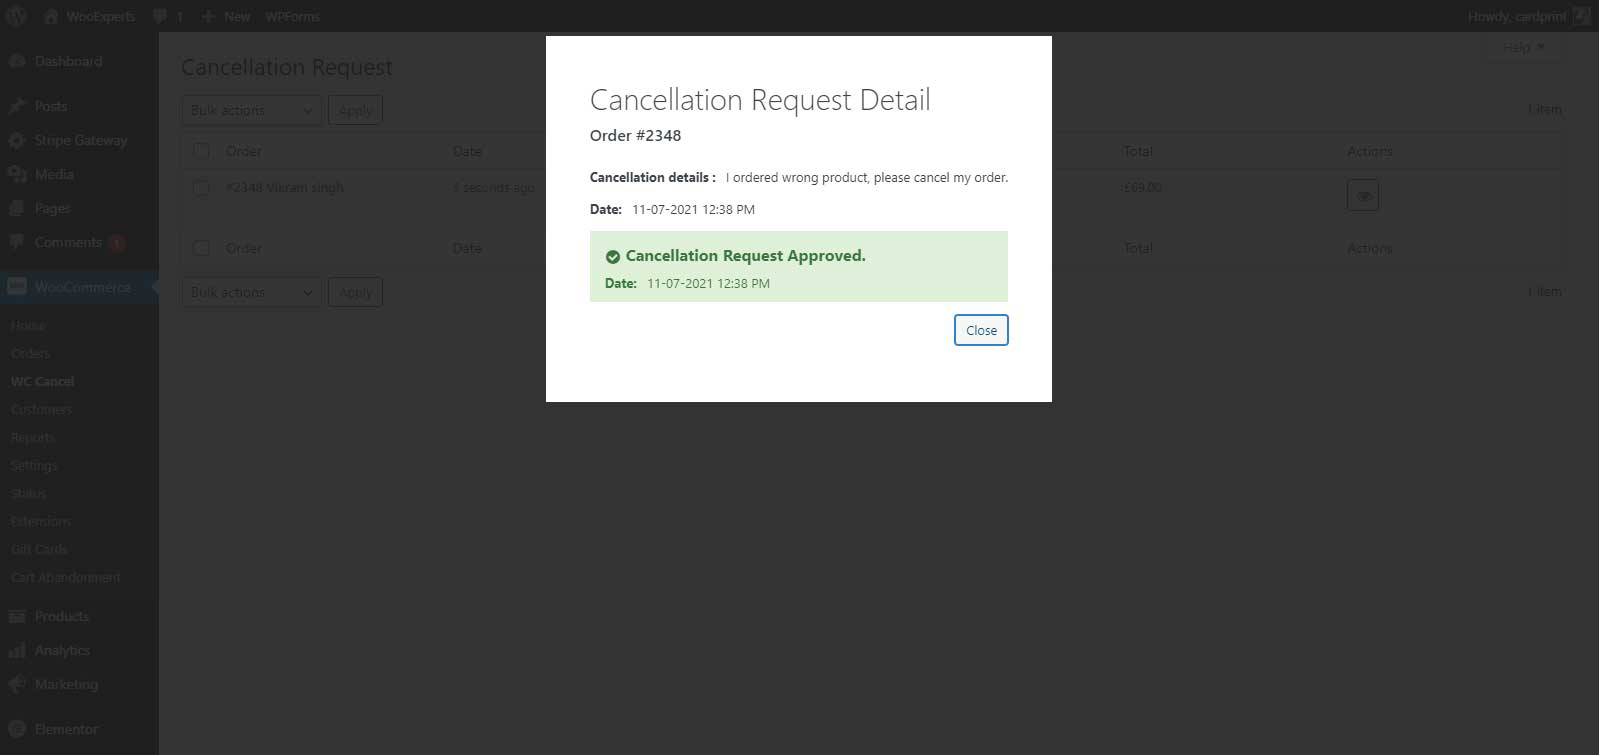 WooExperts 1 New WPForms
Howdy, cardprint
Help
Dashboard
Posts
Stripe Gateway
Media
Pages
Comments 1
WooCommerce
Home
Orders
WC Cancel
Customers
Reports
Settings
Status
Extensions
Gift Cards
Cart Abandonment
Products
Analytics
Marketing
Elementor
Cancellation Request
Bulk actions Apply
1 item
Order Date Total Actions
#2348 Vikram singh 3 seconds ago £69.00
Order Date Total Actions
Bulk actions Apply
1 item
Cancellation Request Detail
Order #2348
Cancellation details : I ordered wrong product, please cancel my order.
Date: 11-07-2021 12:38 PM
Cancellation Request Approved.
Date: 11-07-2021 12:38 PM
Close